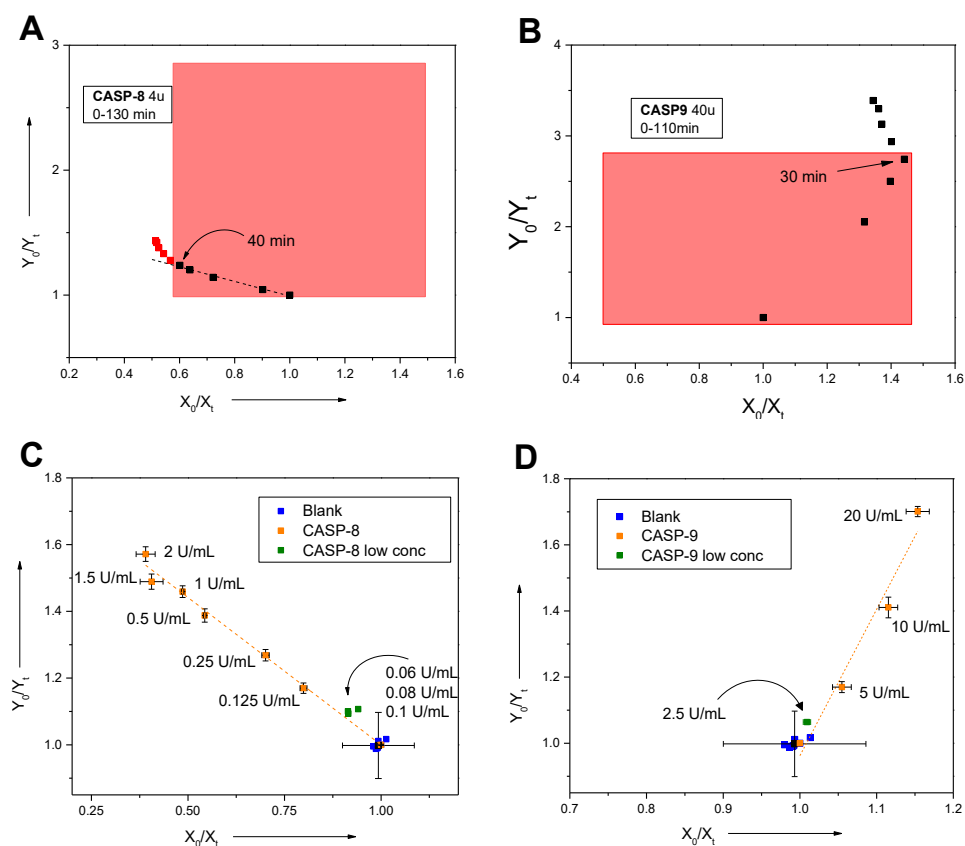 A
3
2
1
0.2 0.4 0.6 0.8 1.0 1.2 1.4 1.6
Y0/Yt
X0/Xt
CASP-8 4u
0-130 min
40 min
B
4
3
2
1
0.4 0.6 0.8 1.0 1.2 1.4 1.6
Y0/Yt
X0/Xt
CASP9 40u
0-110min
30 min
C
1.8
1.6
1.4
1.2
1.0
0.25 0.50 0.75 1.00
Y0/Yt
X0/Xt
Blank
CASP-8
CASP-8 low conc
2 U/mL
1.5 U/mL
1 U/mL
0.5 U/mL
0.25 U/mL
0.125 U/mL
0.06 U/mL
0.08 U/mL
0.1 U/mL
D
1.8
1.6
1.4
1.2
1.0
0.7 0.8 0.9 1.0 1.1 1.2
Y0/Yt
X0/Xt
Blank
CASP-9
CASP-9 low conc
20 U/mL
10 U/mL
5 U/mL
2.5 U/mL